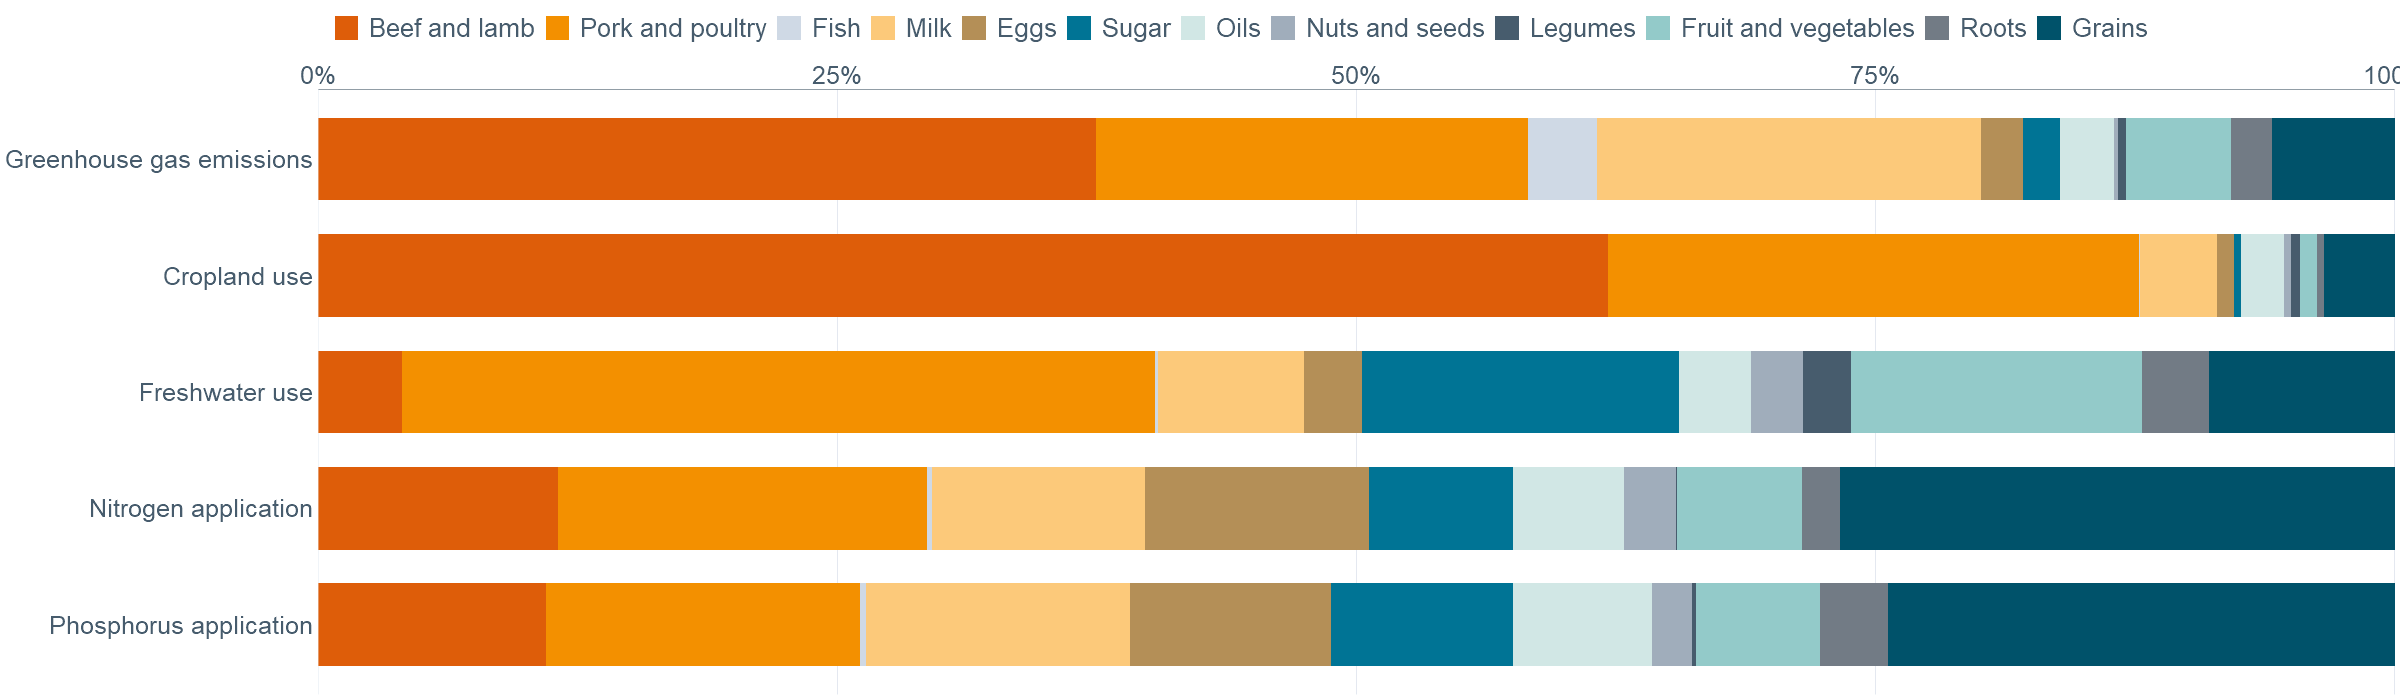 Beef and lamb Pork and poultry Fish Milk Eggs Sugar Oils Nuts and seeds Legumes Fruit and vegetables Roots Grains
0% 25% 50% 75% 100
Greenhouse gas emissions
Cropland use
Freshwater use
Nitrogen application
Phosphorus application